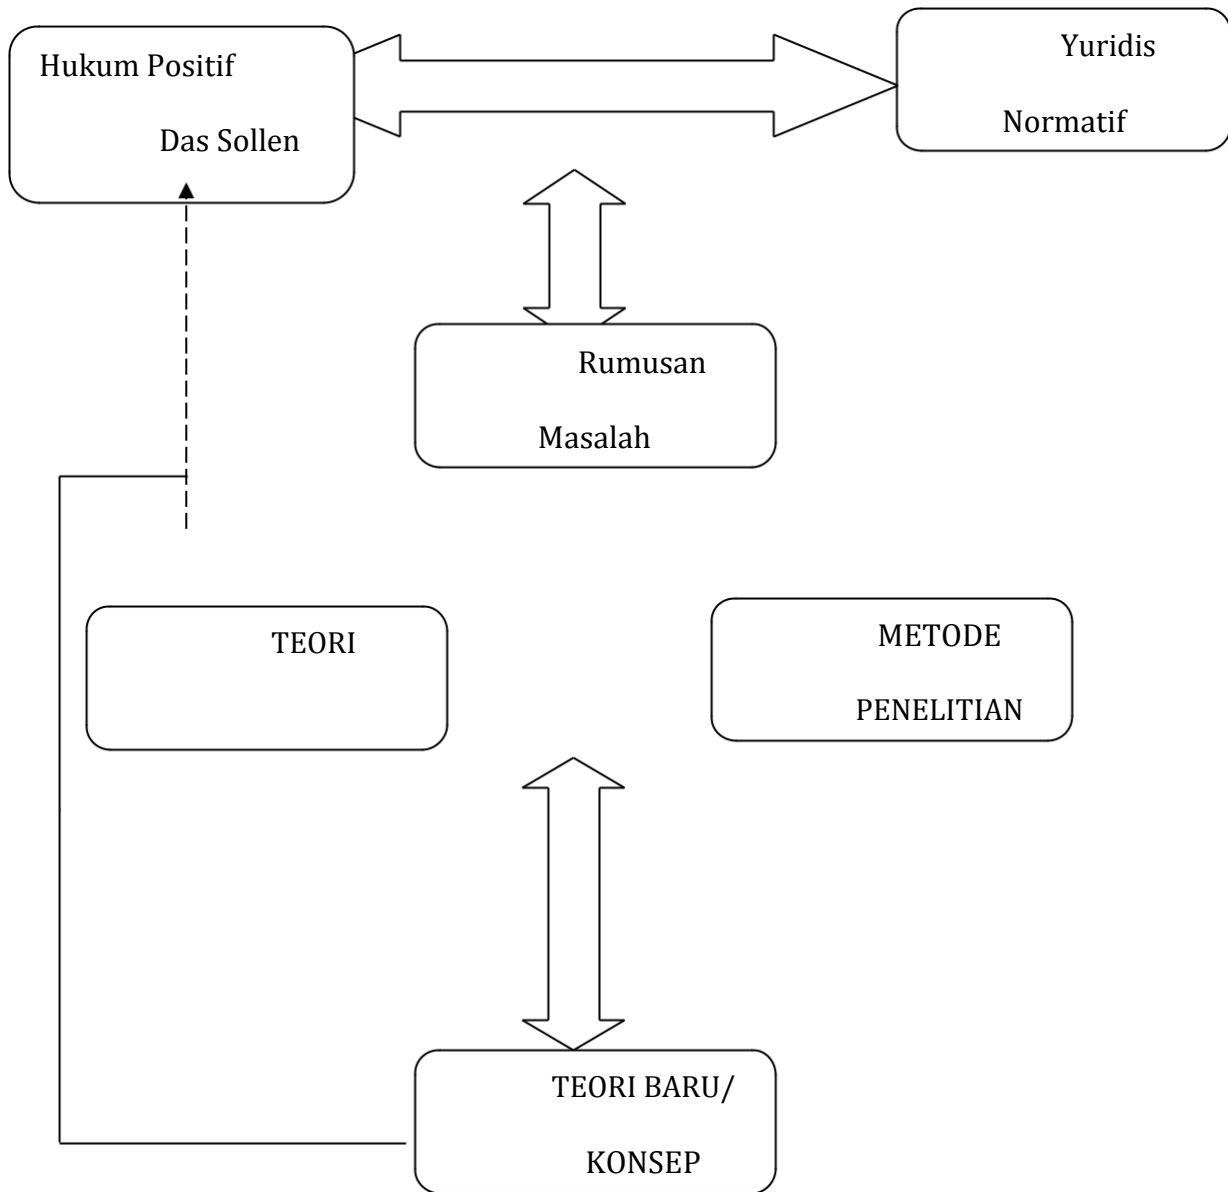 Hukum Positif
Das Sollen
Yuridis
Normatif
Rumusan
Masalah
TEORI
METODE
PENELITIAN
TEORI BARU/
KONSEP